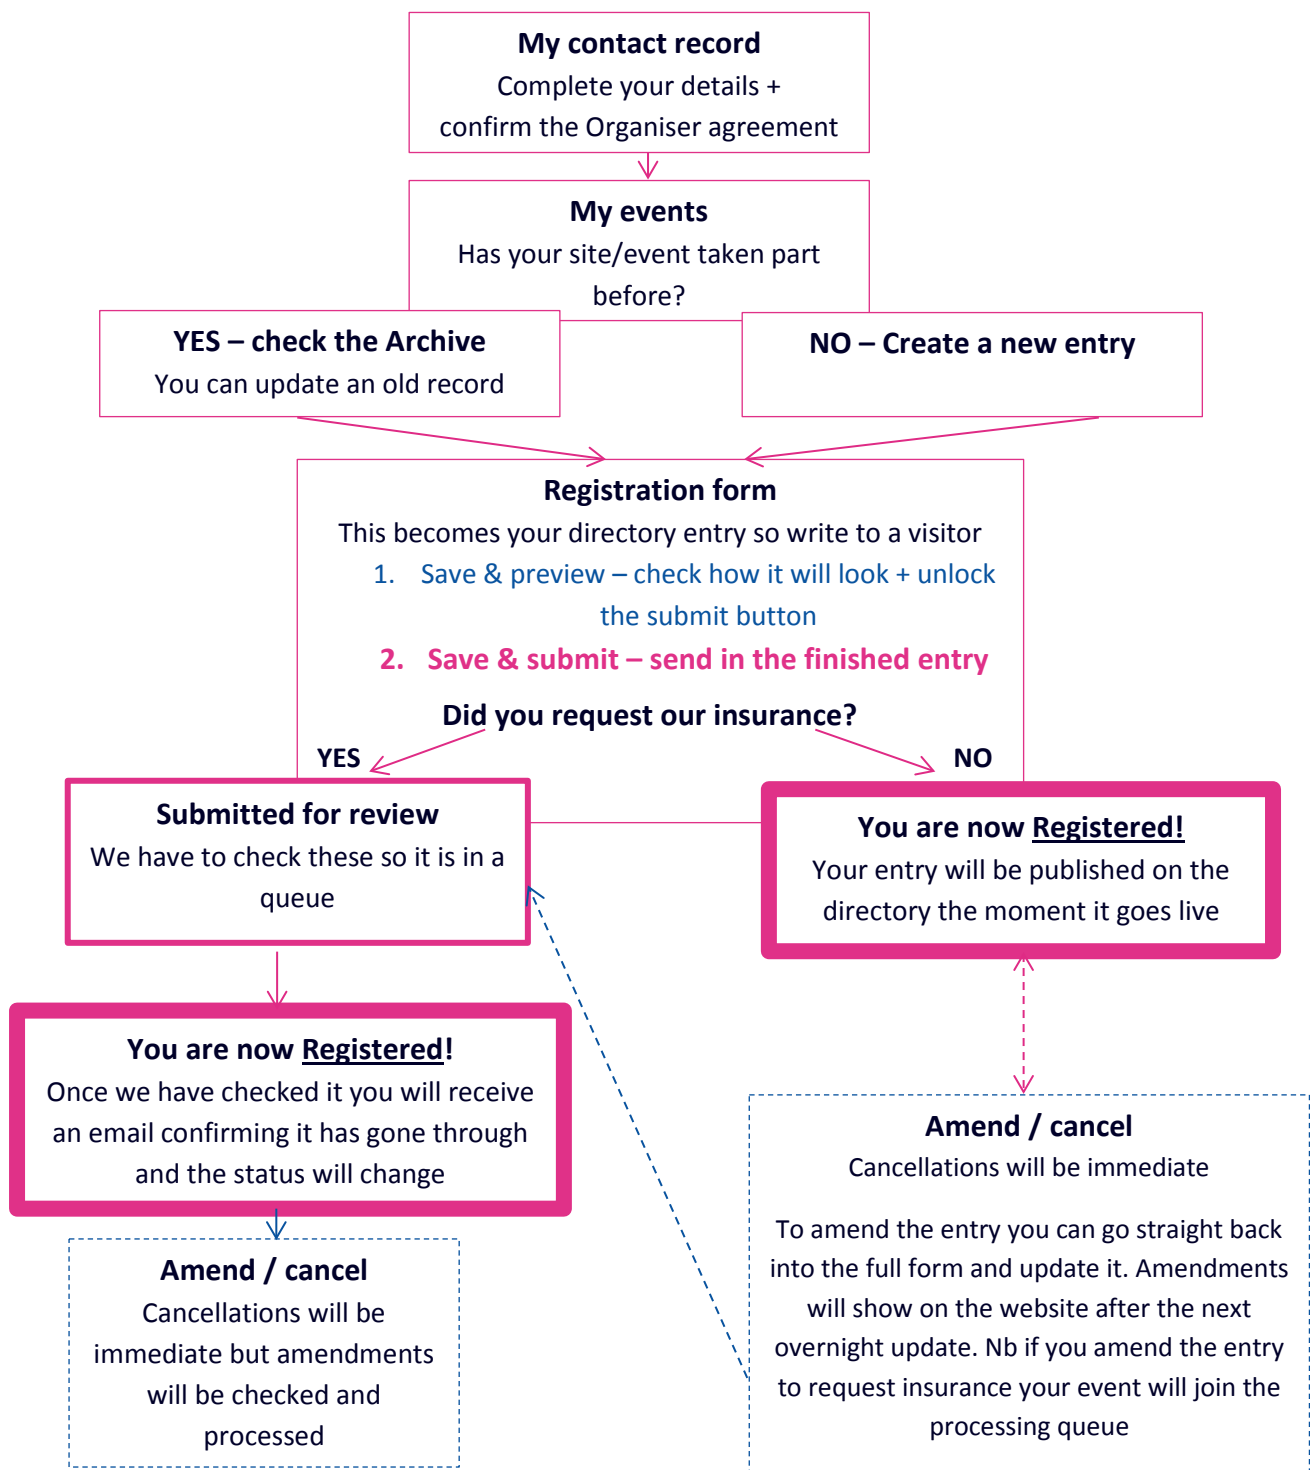 My contact record
Complete your details +
confirm the Organiser agreement
My events
Has your site/event taken part
before?
YES – check the Archive
You can update an old record
NO – Create a new entry
Registration form
This becomes your directory entry so write to a visitor
1. Save & preview – check how it will look + unlock
the submit button
2. Save & submit – send in the finished entry
Did you request our insurance?
YES
NO
Submitted for review
We have to check these so it is in a
queue
You are now Registered!
Your entry will be published on the
directory the moment it goes live
You are now Registered!
Once we have checked it you will receive
an email confirming it has gone through
and the status will change
Amend / cancel
Cancellations will be immediate
To amend the entry you can go straight back
into the full form and update it. Amendments
will show on the website after the next
overnight update. Nb if you amend the entry
to request insurance your event will join the
processing queue
Amend / cancel
Cancellations will be
immediate but amendments
will be checked and
processed